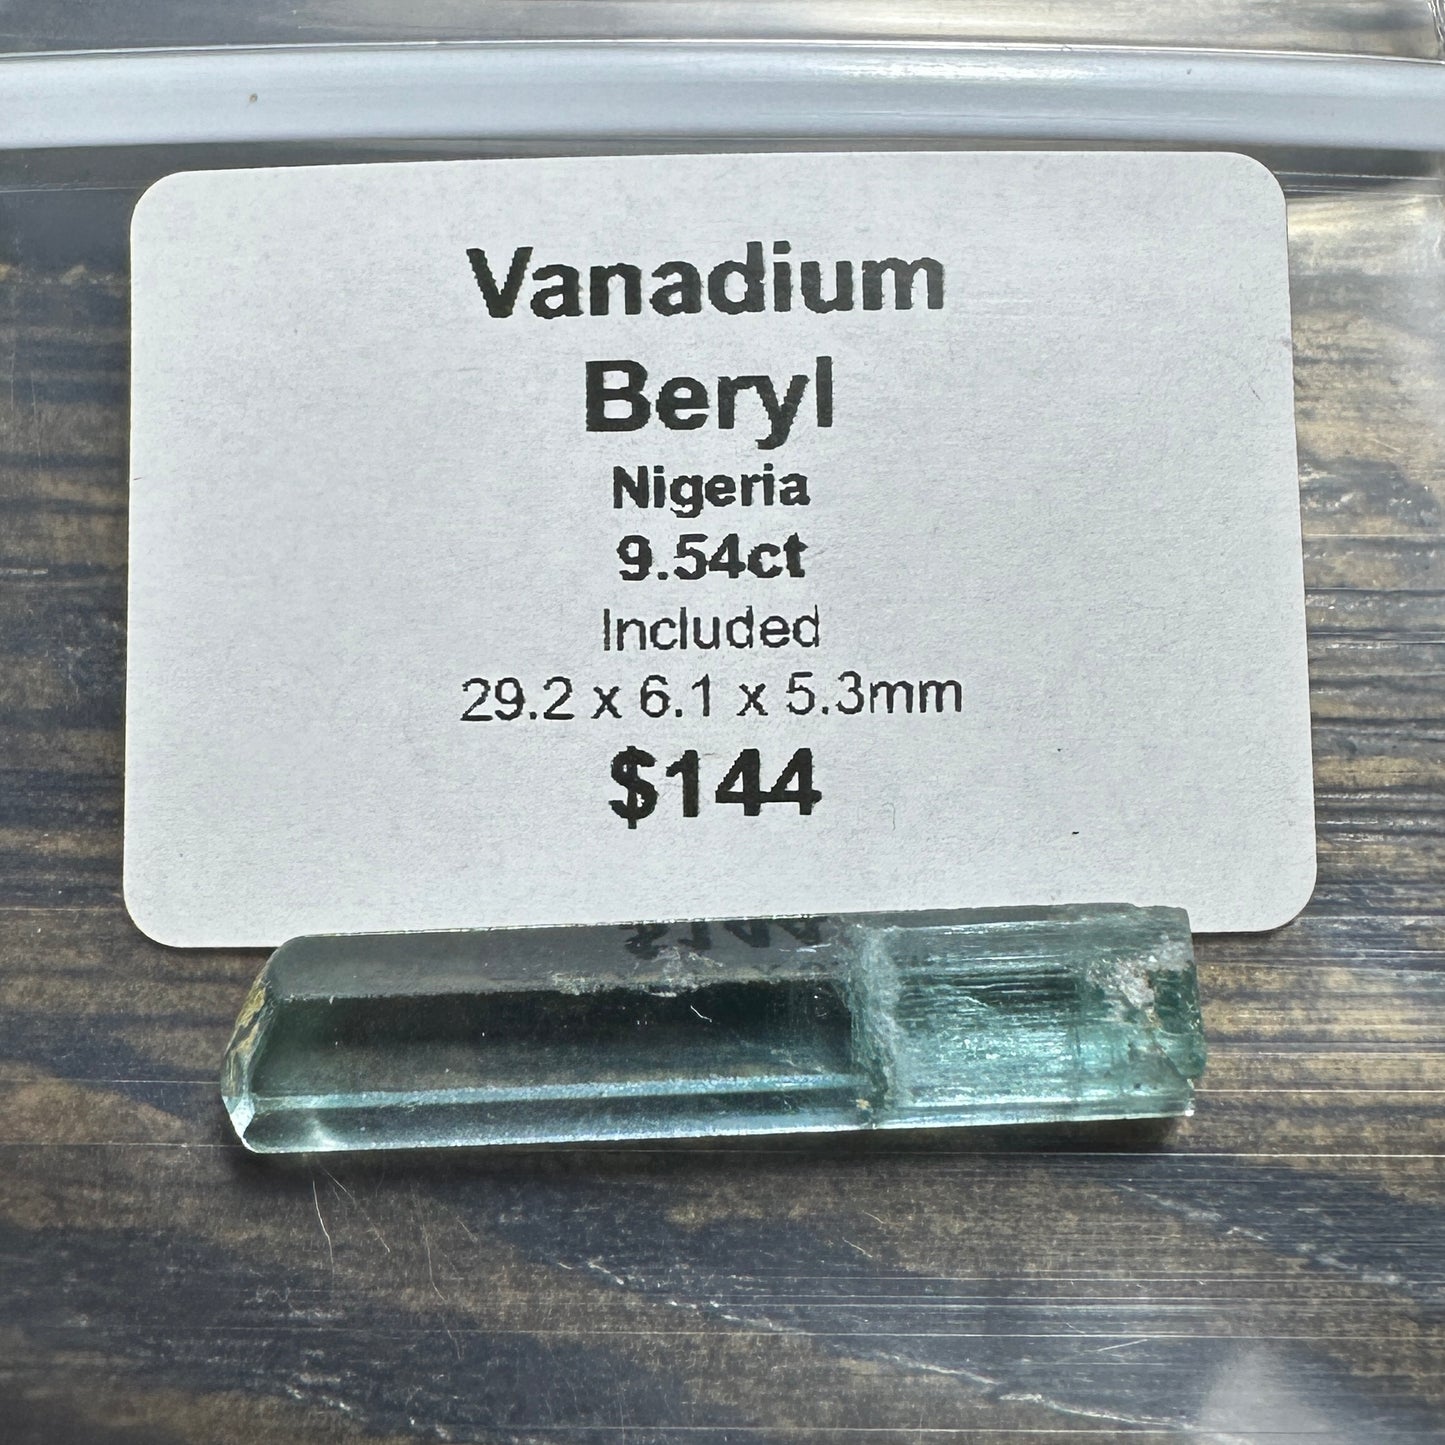 Vanadium
Beryl
Nigeria
9.54ct
Included
29.2 x 6.1 x 5.3mm
$144